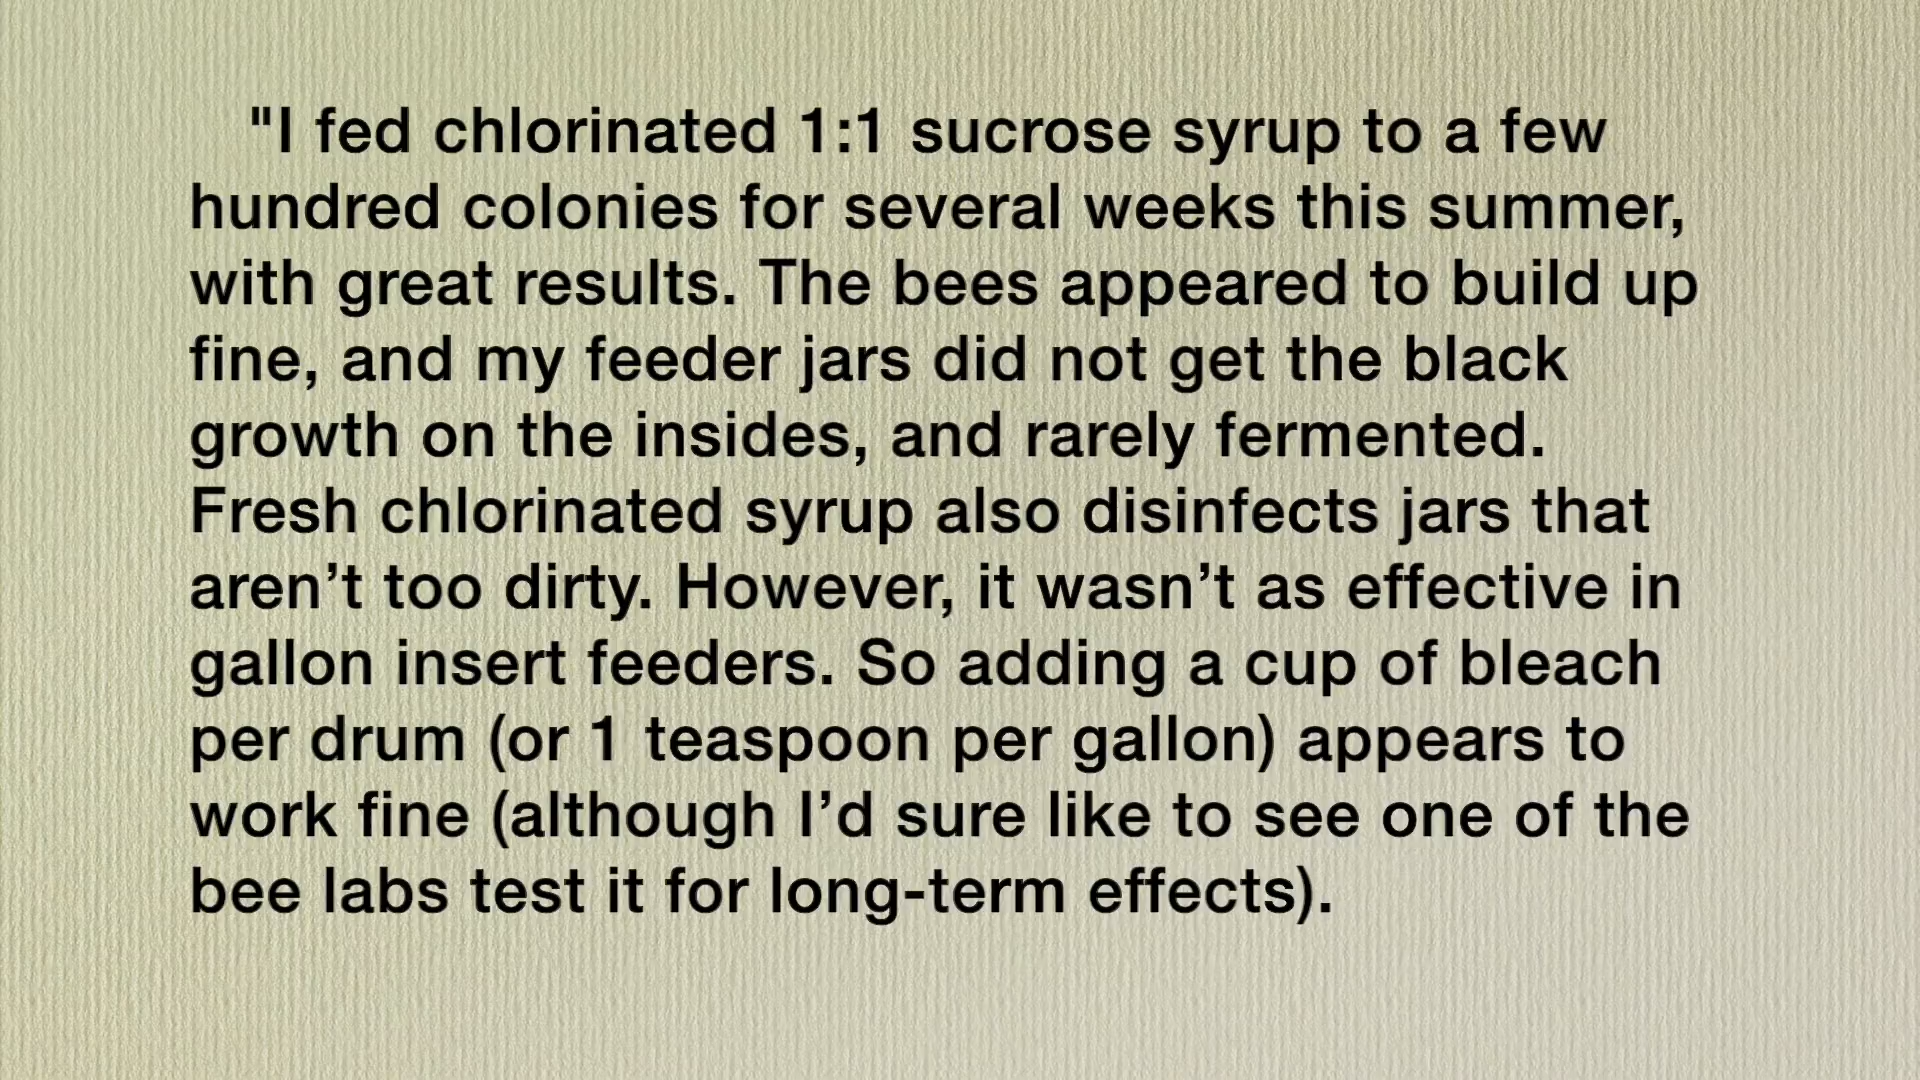 "I fed chlorinated 1:1 sucrose syrup to a few
hundred colonies for several weeks this summer,
with great results. The bees appeared to build up
fine, and my feeder jars did not get the black
growth on the insides, and rarely fermented.
Fresh chlorinated syrup also disinfects jars that
aren’t too dirty. However, it wasn’t as effective in
gallon insert feeders. So adding a cup of bleach
per drum (or 1 teaspoon per gallon) appears to
work fine (although I’d sure like to see one of the
bee labs test it for long-term effects).